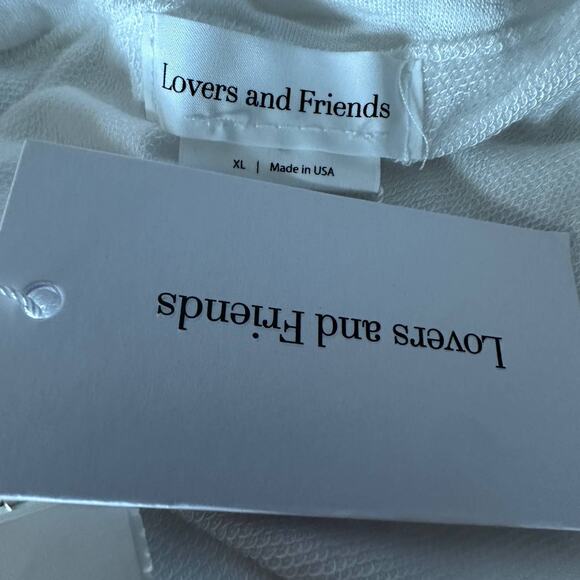 Lovers and Friends
XL | Made in USA
Lovers and Friends